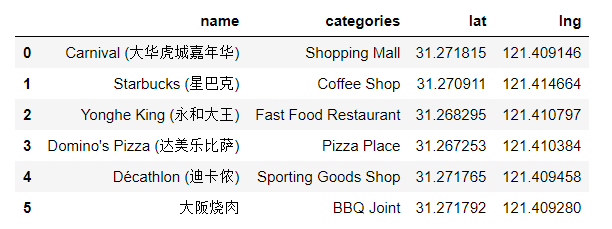 name categories lat lng
0 Carnival (大华虎城嘉年华) Shopping Mall 31.271815 121.409146
1 Starbucks (星巴克) Coffee Shop 31.270911 121.414664
2 Yonghe King (永和大王) Fast Food Restaurant 31.268295 121.410797
3 Domino's Pizza (达美乐比萨) Pizza Place 31.267253 121.410384
4 Décathlon (迪卡侬) Sporting Goods Shop 31.271765 121.409458
5 大阪烧肉 BBQ Joint 31.271792 121.409280